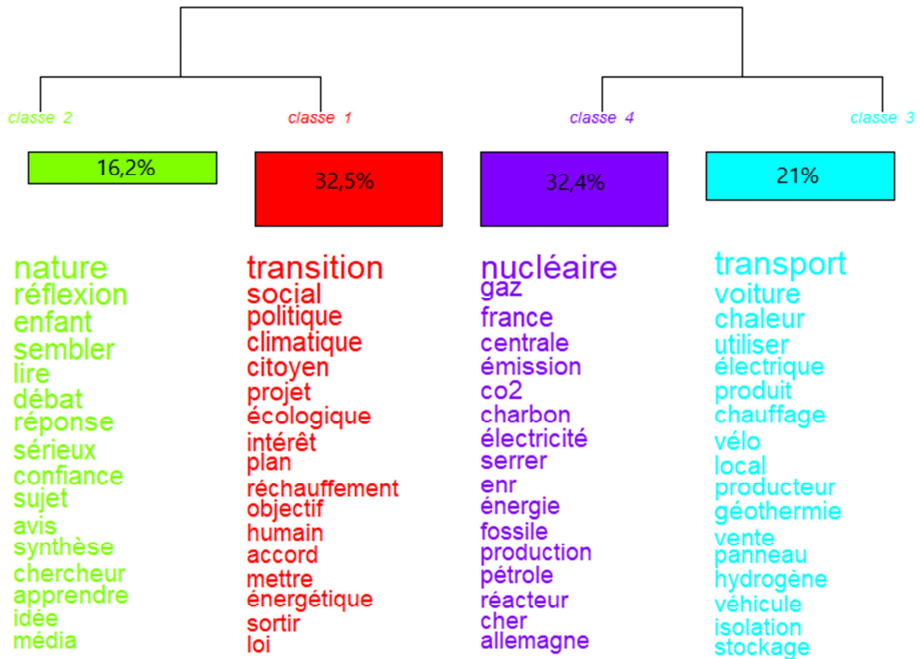 classe 2
classe 1
classe 4
classe 3
16,2%
32,5%
32,4%
21%
nature
réflexion
enfant
sembler
lire
débat
réponse
sérieux
confiance
sujet
avis
synthèse
chercheur
apprendre
idée
média
transition
social
politique
climatique
citoyen
projet
écologique
intérêt
plan
réchauffement
objectif
humain
accord
mettre
énergétique
sortir
loi
nucléaire
gaz
france
centrale
émission
co2
charbon
électricité
serrer
enr
énergie
fossile
production
pétrole
réacteur
cher
allemagne
transport
voiture
chaleur
utiliser
électrique
produit
chauffage
vélo
local
producteur
géothermie
vente
panneau
hydrogène
véhicule
isolation
stockage